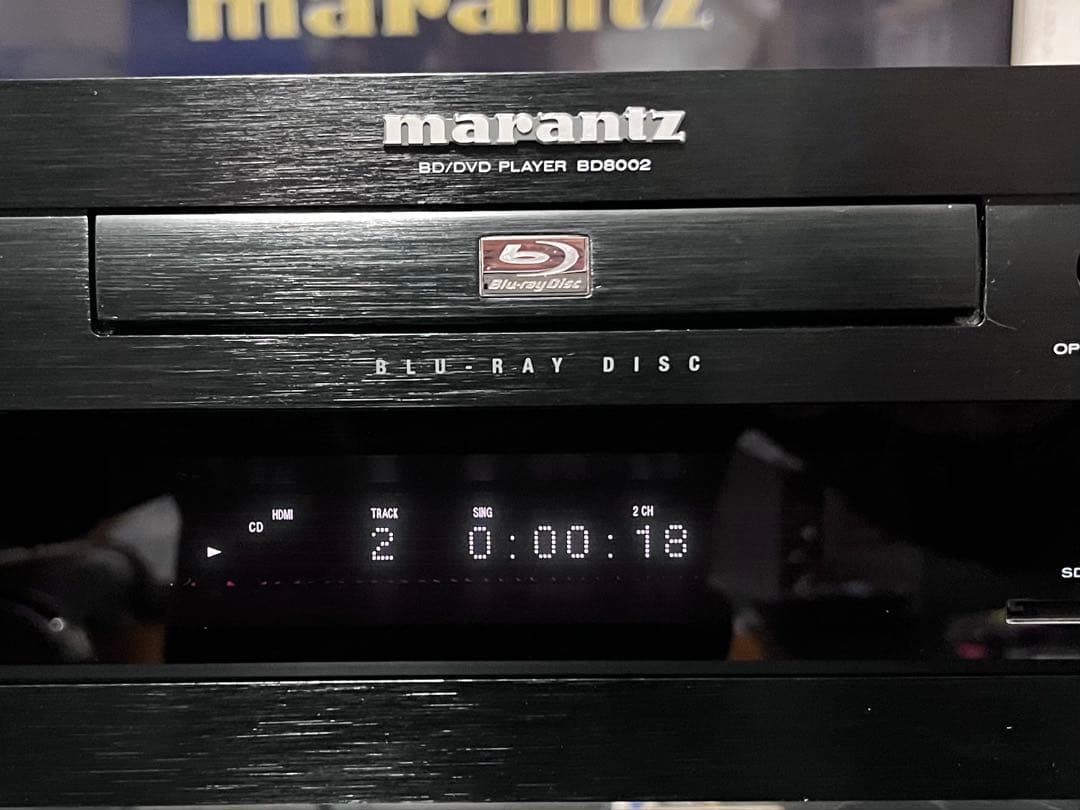 marantz
marantz
BD/DVD PLAYER BD8002
Blu-ray Disc
BLU-RAY DISC
OP
HDMI TRACK SING 2 CH
CD
▶ 2 0:00:18
SD